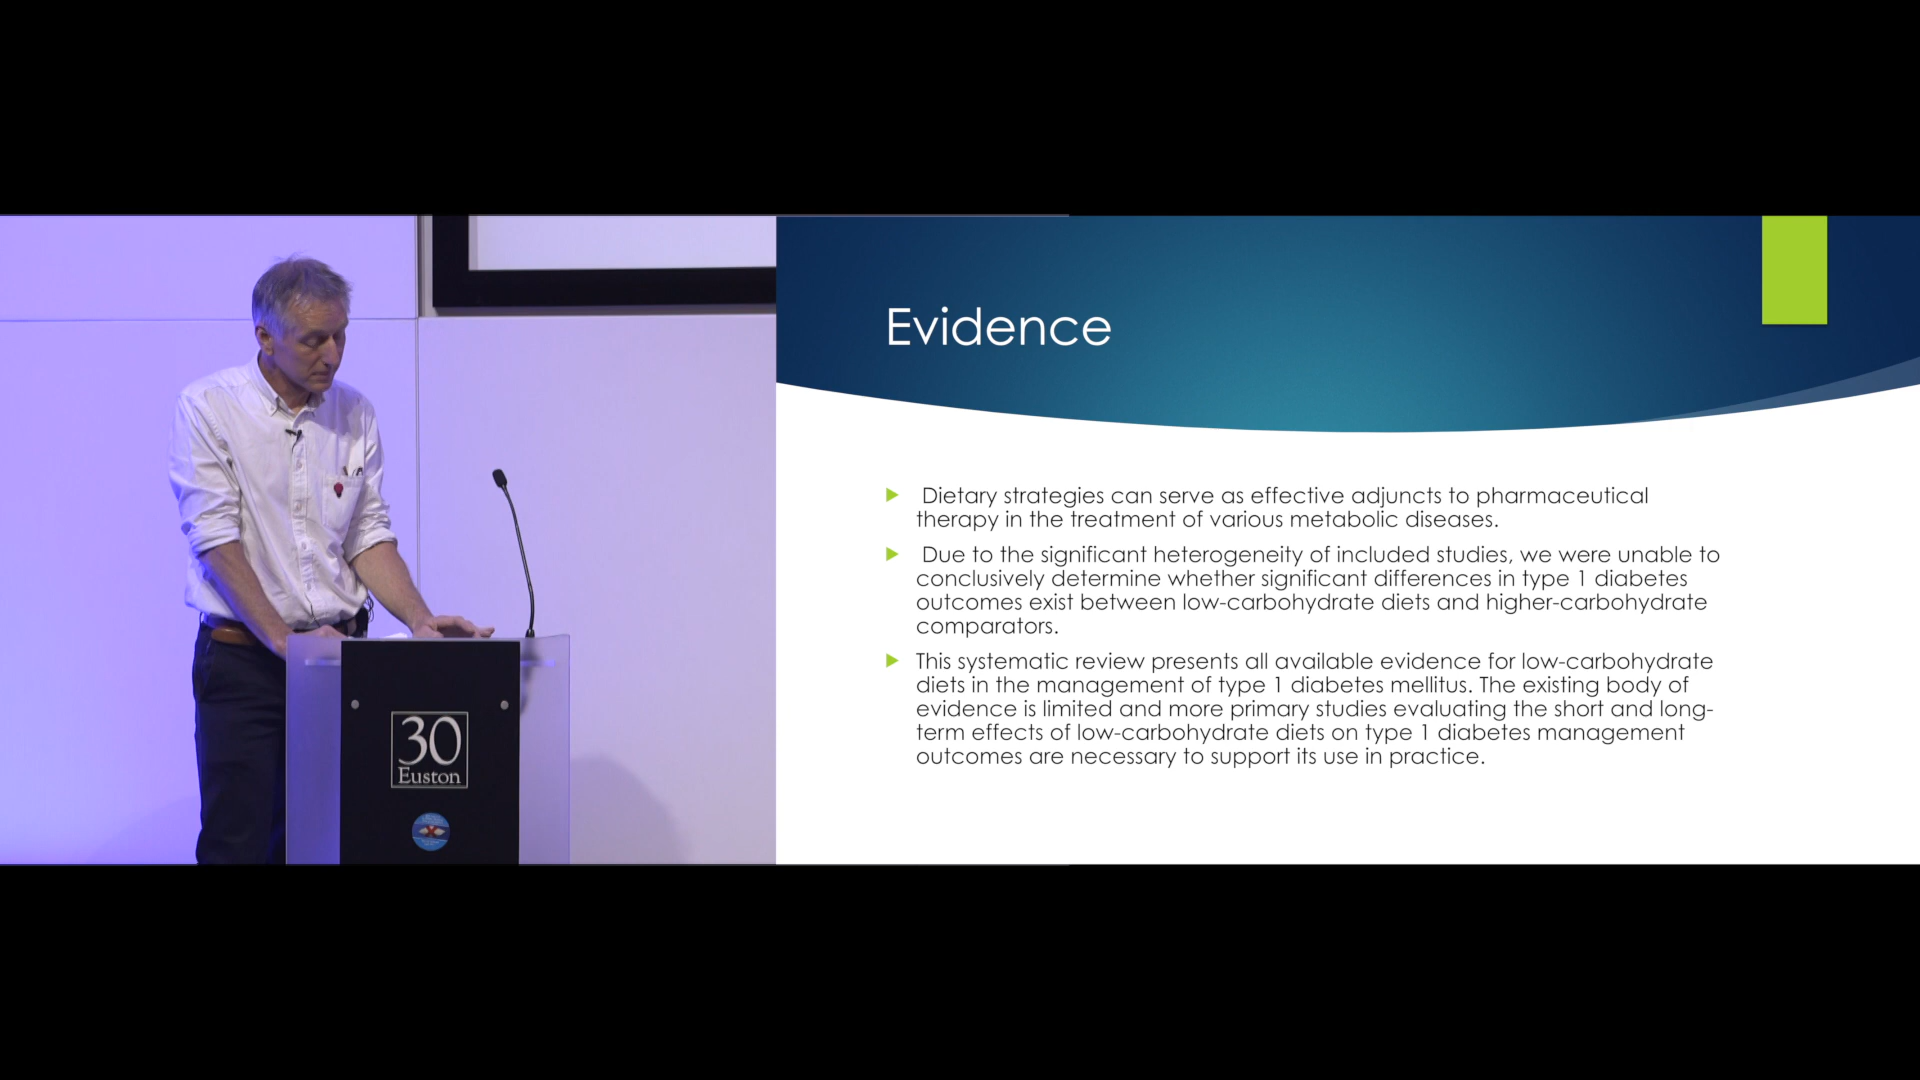 Evidence
Dietary strategies can serve as effective adjuncts to pharmaceutical
therapy in the treatment of various metabolic diseases.
Due to the significant heterogeneity of included studies, we were unable to
conclusively determine whether significant differences in type 1 diabetes
outcomes exist between low-carbohydrate diets and higher-carbohydrate
comparators.
This systematic review presents all available evidence for low-carbohydrate
diets in the management of type 1 diabetes mellitus. The existing body of
evidence is limited and more primary studies evaluating the short and long-
term effects of low-carbohydrate diets on type 1 diabetes management
outcomes are necessary to support its use in practice.
30
Euston